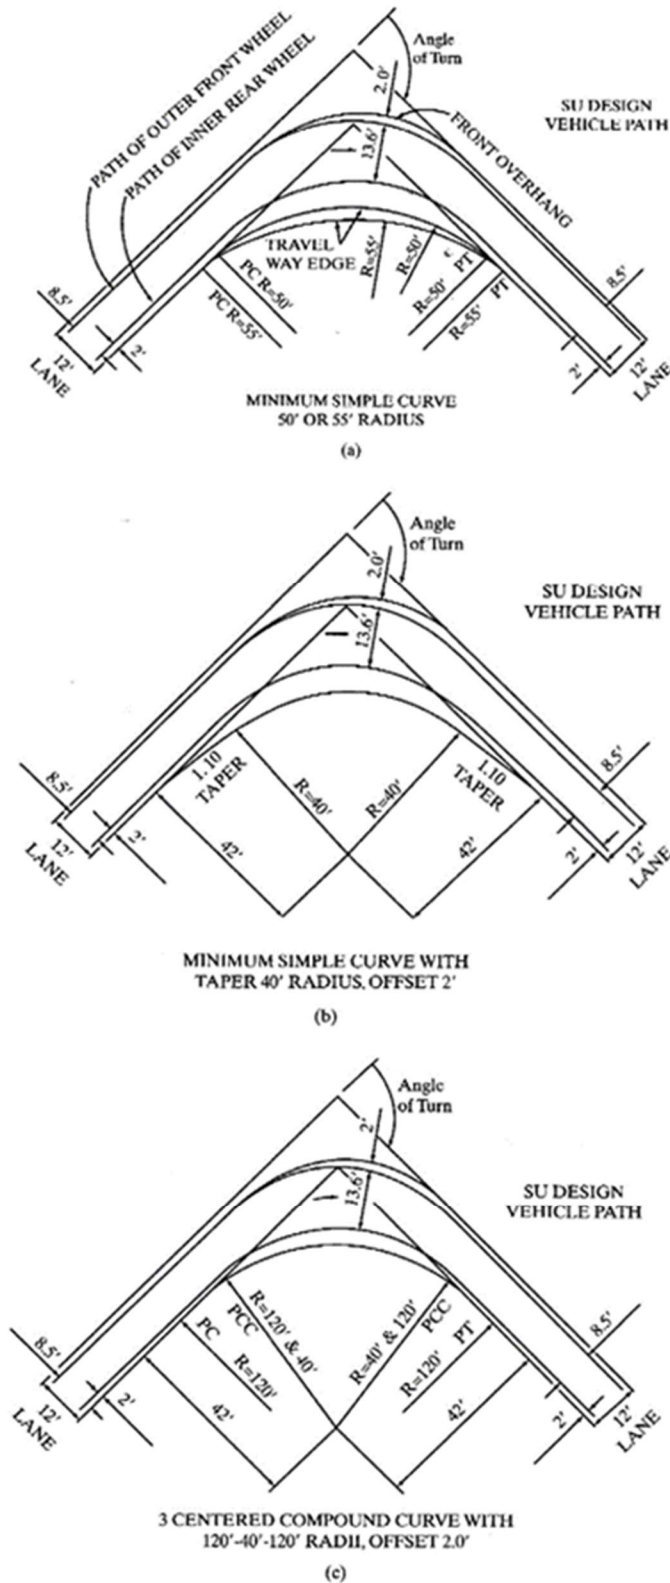 Angle
of Turn
2.0'
SU DESIGN
VEHICLE PATH
PATH OF OUTER FRONT WHEEL
PATH OF INNER REAR WHEEL
FRONT OVERHANG
13.6'
TRAVEL
WAY EDGE
R=55'
R=50'
c
PT
PC R=50'
PC R=55'
R=50'
R=55'
PT
8.5'
12'
LANE
2'
8.5'
2'
12'
LANE
MINIMUM SIMPLE CURVE
50' OR 55' RADIUS
(a)
Angle
of Turn
2.0'
SU DESIGN
VEHICLE PATH
13.6'
8.5'
12'
LANE
2'
1.10
TAPER
R=40'
R=40'
1.10
TAPER
42'
42'
8.5'
2'
12'
LANE
MINIMUM SIMPLE CURVE WITH
TAPER 40' RADIUS, OFFSET 2'
(b)
Angle
of Turn
2'
SU DESIGN
VEHICLE PATH
13.6'
8.5'
12'
LANE
2'
PC
PCC
R=120' & 40'
R=120'
R=40' & 120'
PCC
R=120'
PT
42'
42'
8.5'
2'
12'
LANE
3 CENTERED COMPOUND CURVE WITH
120'-40'-120' RADII, OFFSET 2.0'
(c)